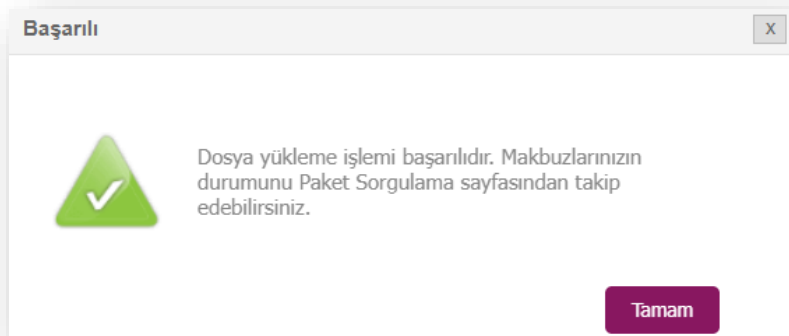 Başarılı
X
Dosya yükleme işlemi başarılıdır. Makbuzlarınızın
durumunu Paket Sorgulama sayfasından takip
edebilirsiniz.
Tamam